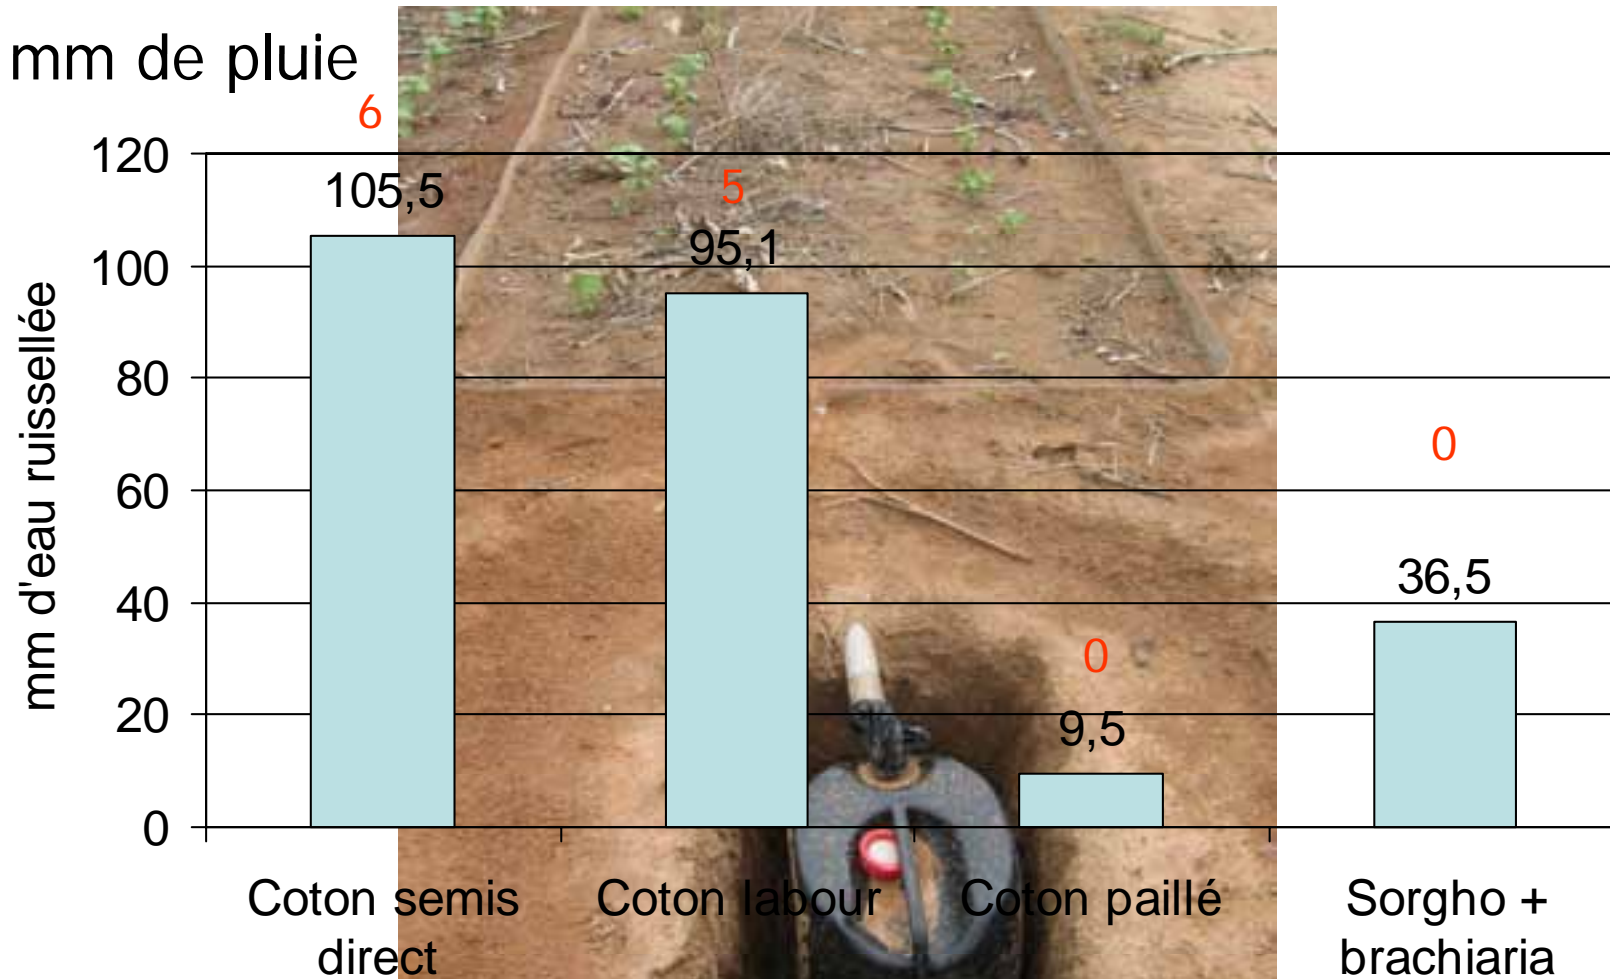 mm de pluie
mm d'eau ruissellée
120
100
80
60
40
20
0
6
105,5
5
95,1
0
9,5
0
36,5
Coton semis
direct
Coton labour
Coton paillé
Sorgho +
brachiaria